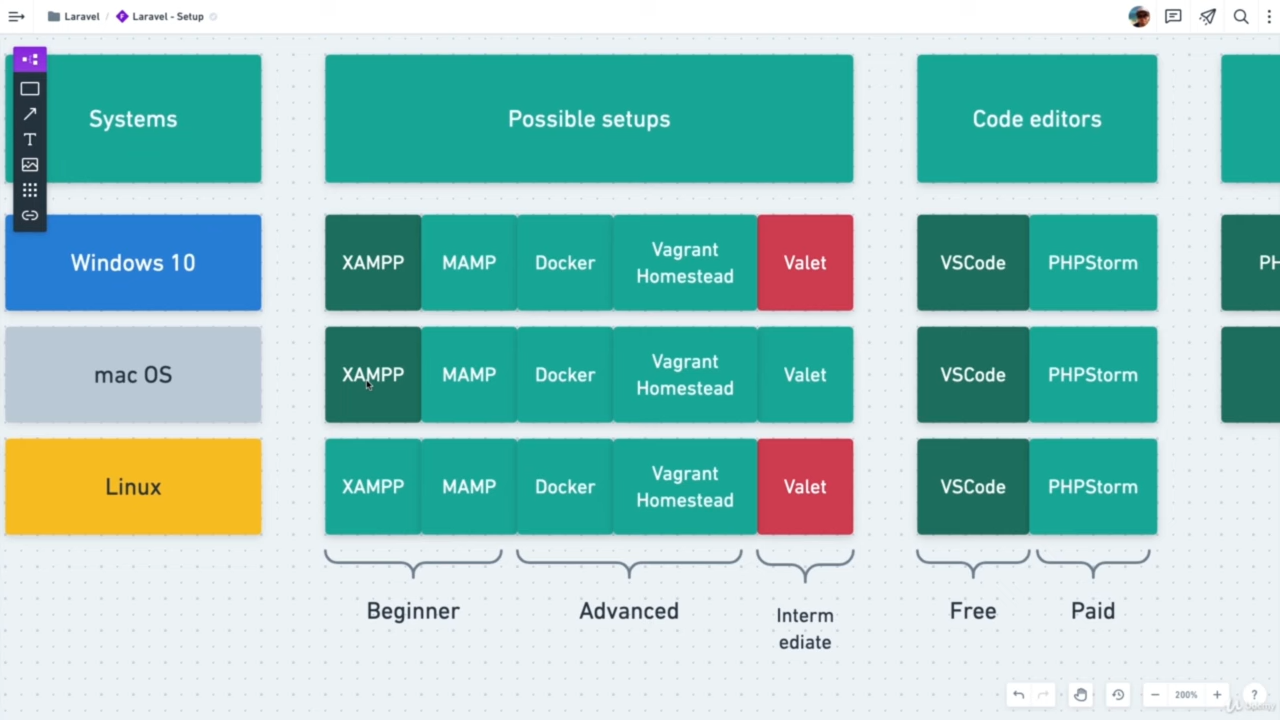 Laravel / Laravel - Setup
Systems
Possible setups
Code editors
Windows 10
XAMPP
MAMP
Docker
Vagrant
Homestead
Valet
VSCode
PHPStorm
PH
mac OS
XAMPP
MAMP
Docker
Vagrant
Homestead
Valet
VSCode
PHPStorm
Linux
XAMPP
MAMP
Docker
Vagrant
Homestead
Valet
VSCode
PHPStorm
Beginner
Advanced
Interm
ediate
Free
Paid
T
200%
?